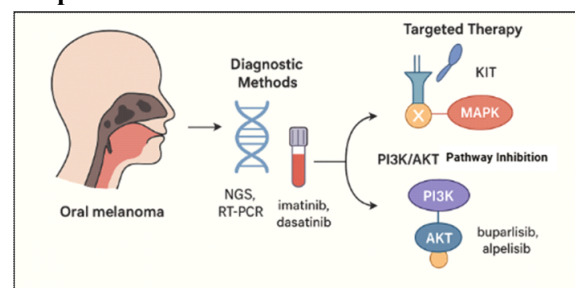 Oral melanoma
Diagnostic
Methods
NGS,
RT-PCR
imatinib,
dasatinib
Targeted Therapy
KIT
X
MAPK
PI3K/AKT Pathway Inhibition
PI3K
AKT
buparlisib,
alpelisib